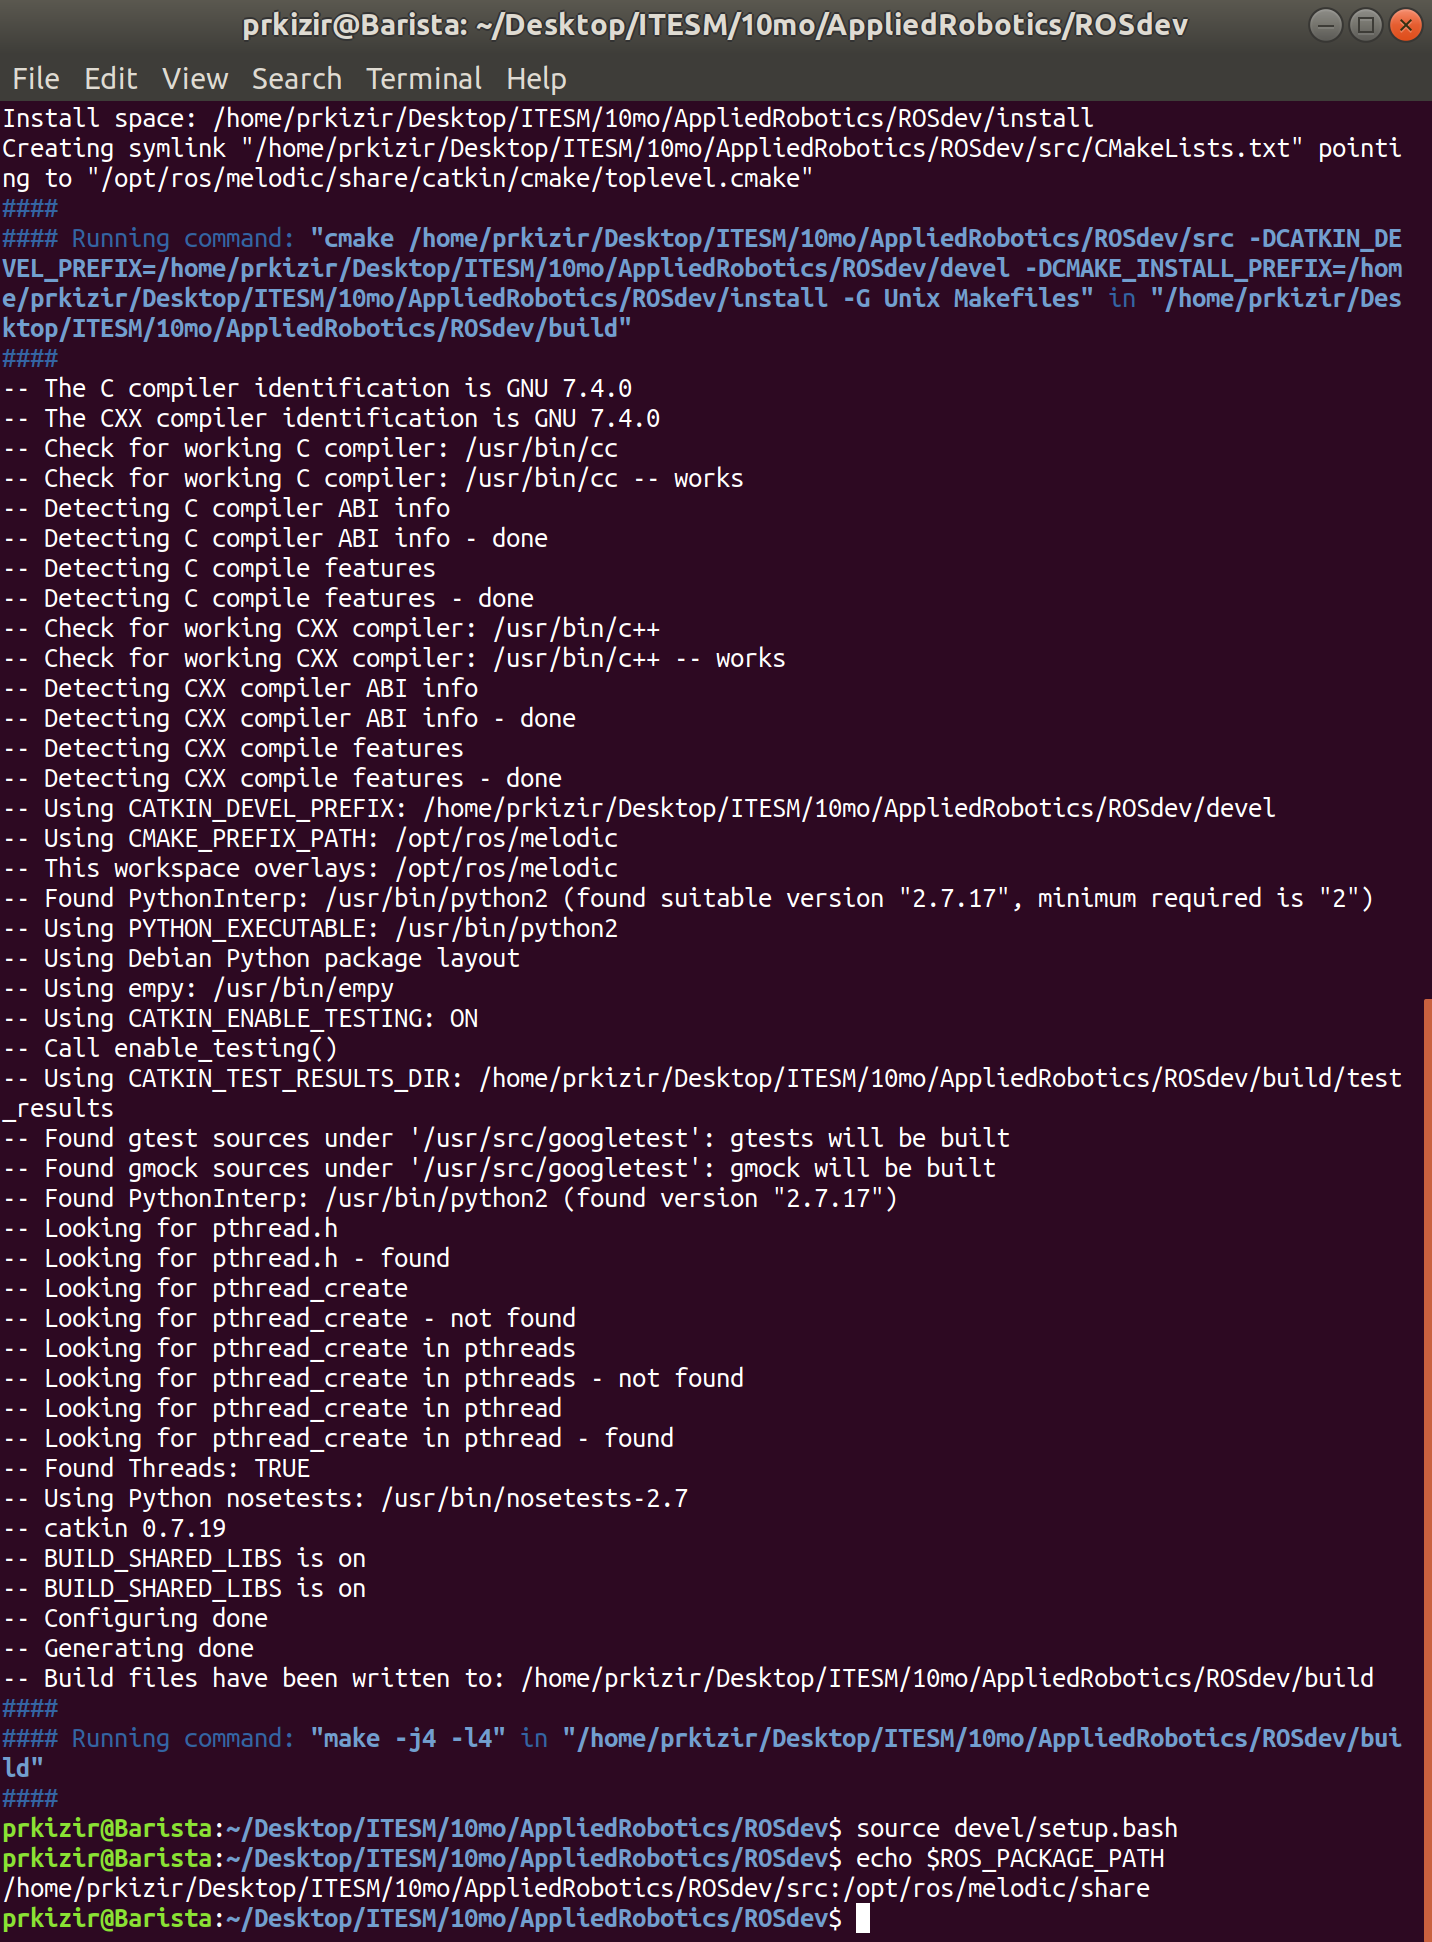 prkizir@Barista: ~/Desktop/ITESM/10mo/AppliedRobotics/ROSdev
File Edit View Search Terminal Help
Install space: /home/prkizir/Desktop/ITESM/10mo/AppliedRobotics/ROSdev/install
Creating symlink "/home/prkizir/Desktop/ITESM/10mo/AppliedRobotics/ROSdev/src/CMakeLists.txt" pointi
ng to "/opt/ros/melodic/share/catkin/cmake/toplevel.cmake"
####
#### Running command: "cmake /home/prkizir/Desktop/ITESM/10mo/AppliedRobotics/ROSdev/src -DCATKIN_DE
VEL_PREFIX=/home/prkizir/Desktop/ITESM/10mo/AppliedRobotics/ROSdev/devel -DCMAKE_INSTALL_PREFIX=/hom
e/prkizir/Desktop/ITESM/10mo/AppliedRobotics/ROSdev/install -G Unix Makefiles" in "/home/prkizir/Des
ktop/ITESM/10mo/AppliedRobotics/ROSdev/build"
####
-- The C compiler identification is GNU 7.4.0
-- The CXX compiler identification is GNU 7.4.0
-- Check for working C compiler: /usr/bin/cc
-- Check for working C compiler: /usr/bin/cc -- works
-- Detecting C compiler ABI info
-- Detecting C compiler ABI info - done
-- Detecting C compile features
-- Detecting C compile features - done
-- Check for working CXX compiler: /usr/bin/c++
-- Check for working CXX compiler: /usr/bin/c++ -- works
-- Detecting CXX compiler ABI info
-- Detecting CXX compiler ABI info - done
-- Detecting CXX compile features
-- Detecting CXX compile features - done
-- Using CATKIN_DEVEL_PREFIX: /home/prkizir/Desktop/ITESM/10mo/AppliedRobotics/ROSdev/devel
-- Using CMAKE_PREFIX_PATH: /opt/ros/melodic
-- This workspace overlays: /opt/ros/melodic
-- Found PythonInterp: /usr/bin/python2 (found suitable version "2.7.17", minimum required is "2")
-- Using PYTHON_EXECUTABLE: /usr/bin/python2
-- Using Debian Python package layout
-- Using empy: /usr/bin/empy
-- Using CATKIN_ENABLE_TESTING: ON
-- Call enable_testing()
-- Using CATKIN_TEST_RESULTS_DIR: /home/prkizir/Desktop/ITESM/10mo/AppliedRobotics/ROSdev/build/test
_results
-- Found gtest sources under '/usr/src/googletest': gtests will be built
-- Found gmock sources under '/usr/src/googletest': gmock will be built
-- Found PythonInterp: /usr/bin/python2 (found version "2.7.17")
-- Looking for pthread.h
-- Looking for pthread.h - found
-- Looking for pthread_create
-- Looking for pthread_create - not found
-- Looking for pthread_create in pthreads
-- Looking for pthread_create in pthreads - not found
-- Looking for pthread_create in pthread
-- Looking for pthread_create in pthread - found
-- Found Threads: TRUE
-- Using Python nosetests: /usr/bin/nosetests-2.7
-- catkin 0.7.19
-- BUILD_SHARED_LIBS is on
-- BUILD_SHARED_LIBS is on
-- Configuring done
-- Generating done
-- Build files have been written to: /home/prkizir/Desktop/ITESM/10mo/AppliedRobotics/ROSdev/build
####
#### Running command: "make -j4 -l4" in "/home/prkizir/Desktop/ITESM/10mo/AppliedRobotics/ROSdev/bui
ld"
####
prkizir@Barista:~/Desktop/ITESM/10mo/AppliedRobotics/ROSdev$ source devel/setup.bash
prkizir@Barista:~/Desktop/ITESM/10mo/AppliedRobotics/ROSdev$ echo $ROS_PACKAGE_PATH
/home/prkizir/Desktop/ITESM/10mo/AppliedRobotics/ROSdev/src:/opt/ros/melodic/share
prkizir@Barista:~/Desktop/ITESM/10mo/AppliedRobotics/ROSdev$